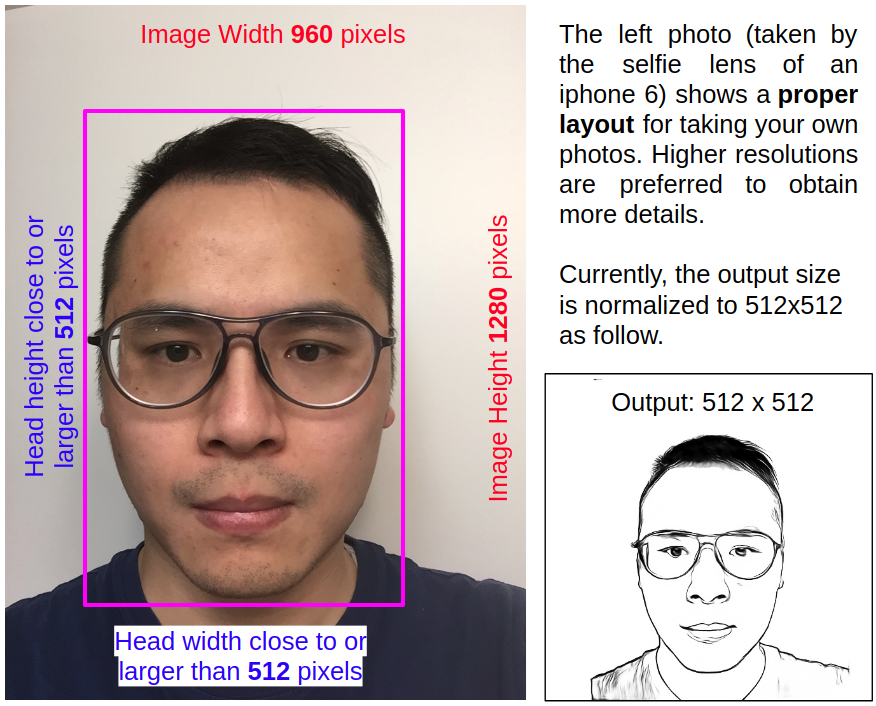 Image Width 960 pixels
Head height close to or
larger than 512 pixels
Image Height 1280 pixels
Head width close to or
larger than 512 pixels
The left photo (taken by
the selfie lens of an
iphone 6) shows a proper
layout for taking your own
photos. Higher resolutions
are preferred to obtain
more details.
Currently, the output size
is normalized to 512x512
as follow.
Output: 512 x 512